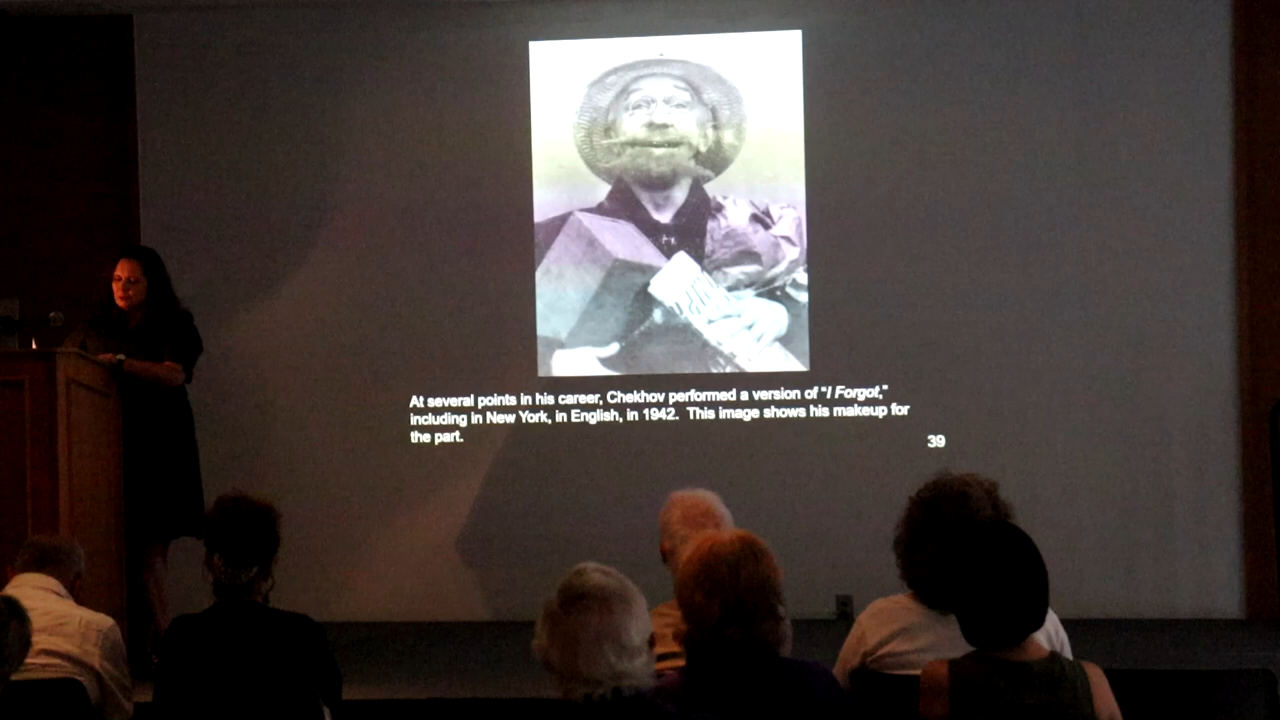 At several points in his career, Chekhov performed a version of "I Forgot,"
including in New York, in English, in 1942.  This image shows his makeup for
the part.
39